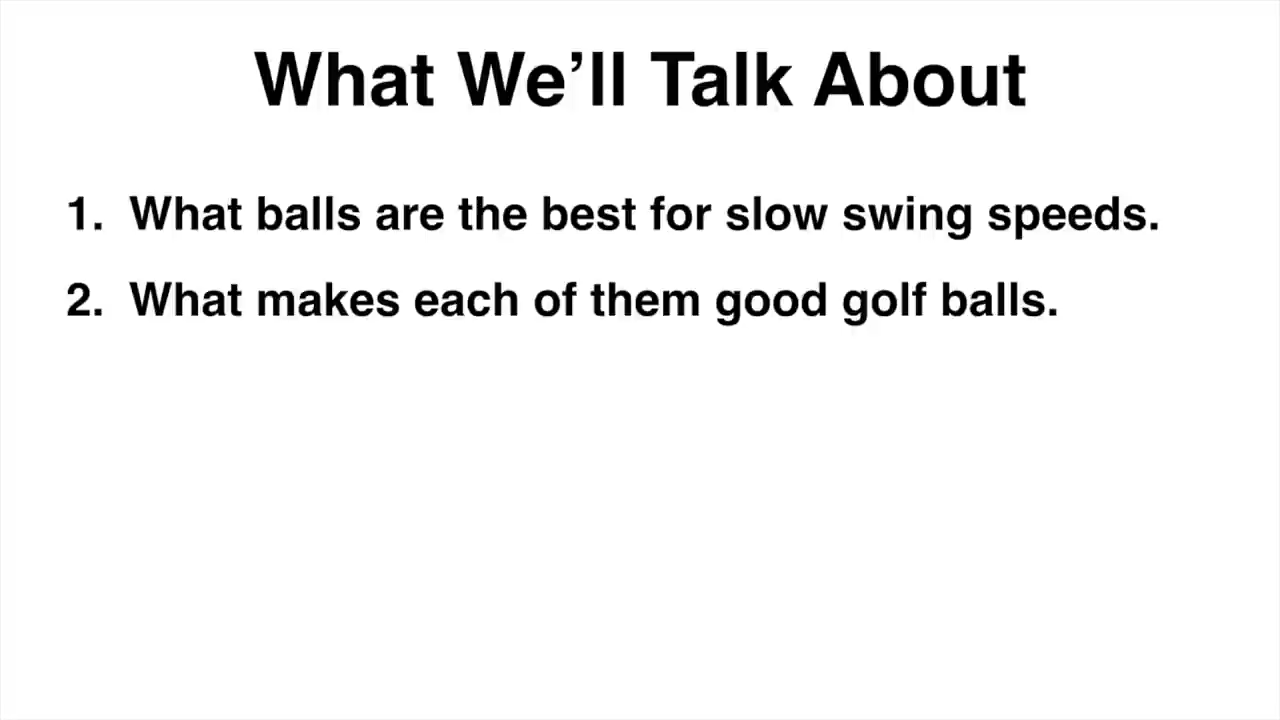 What We’ll Talk About
1. What balls are the best for slow swing speeds.
2. What makes each of them good golf balls.